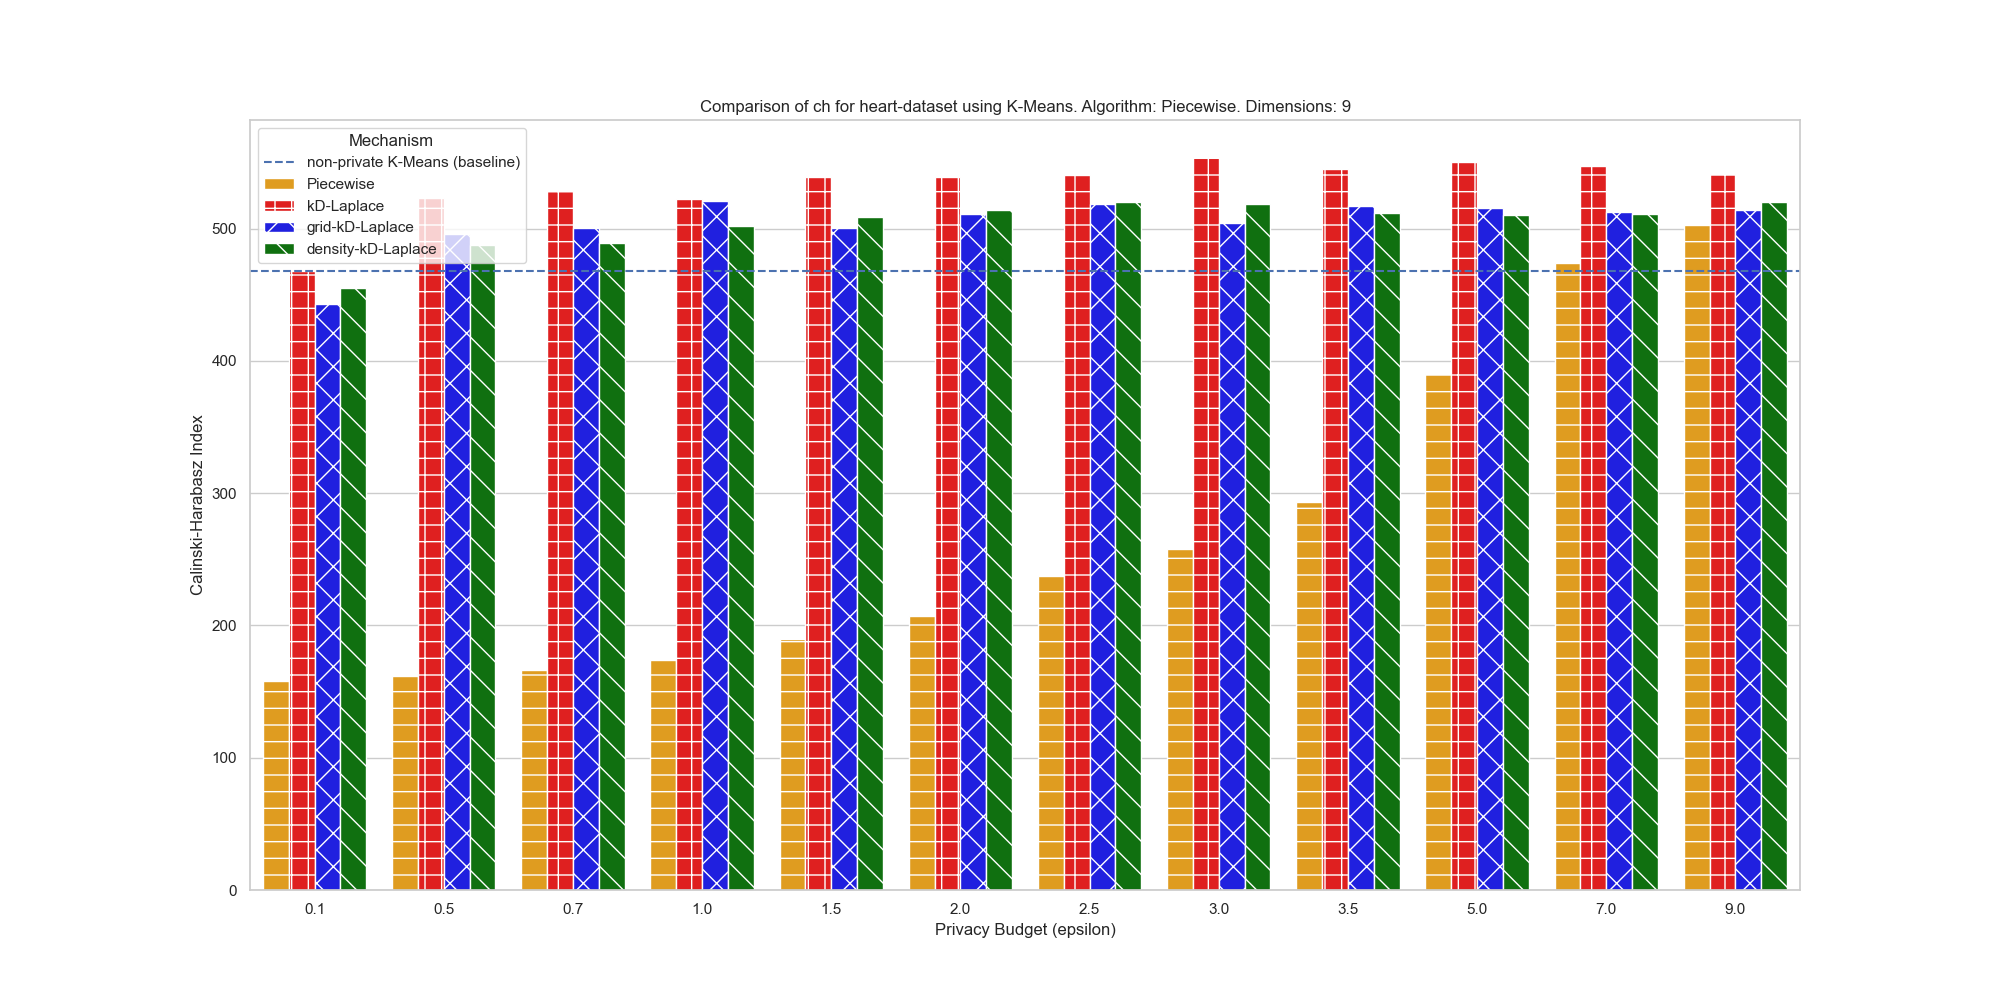 Comparison of ch for heart-dataset using K-Means. Algorithm: Piecewise. Dimensions: 9
Mechanism
non-private K-Means (baseline)
Piecewise
kD-Laplace
grid-kD-Laplace
density-kD-Laplace
Calinski-Harabasz Index
500
400
300
200
100
0
0.1 0.5 0.7 1.0 1.5 2.0 2.5 3.0 3.5 5.0 7.0 9.0
Privacy Budget (epsilon)